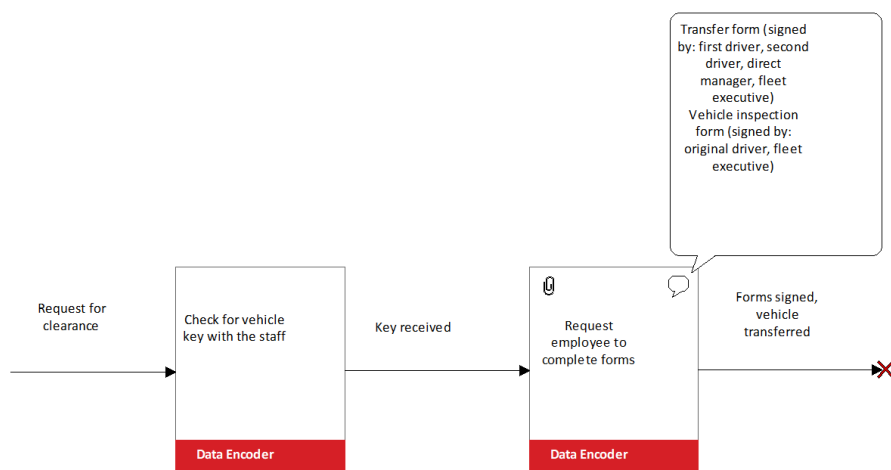 Transfer form (signed
by: first driver, second
driver, direct
manager, fleet
executive)
Vehicle inspection
form (signed by:
original driver, fleet
executive)
Request for
clearance
Check for vehicle
key with the staff
Data Encoder
Key received
Request
employee to
complete forms
Data Encoder
Forms signed,
vehicle
transferred